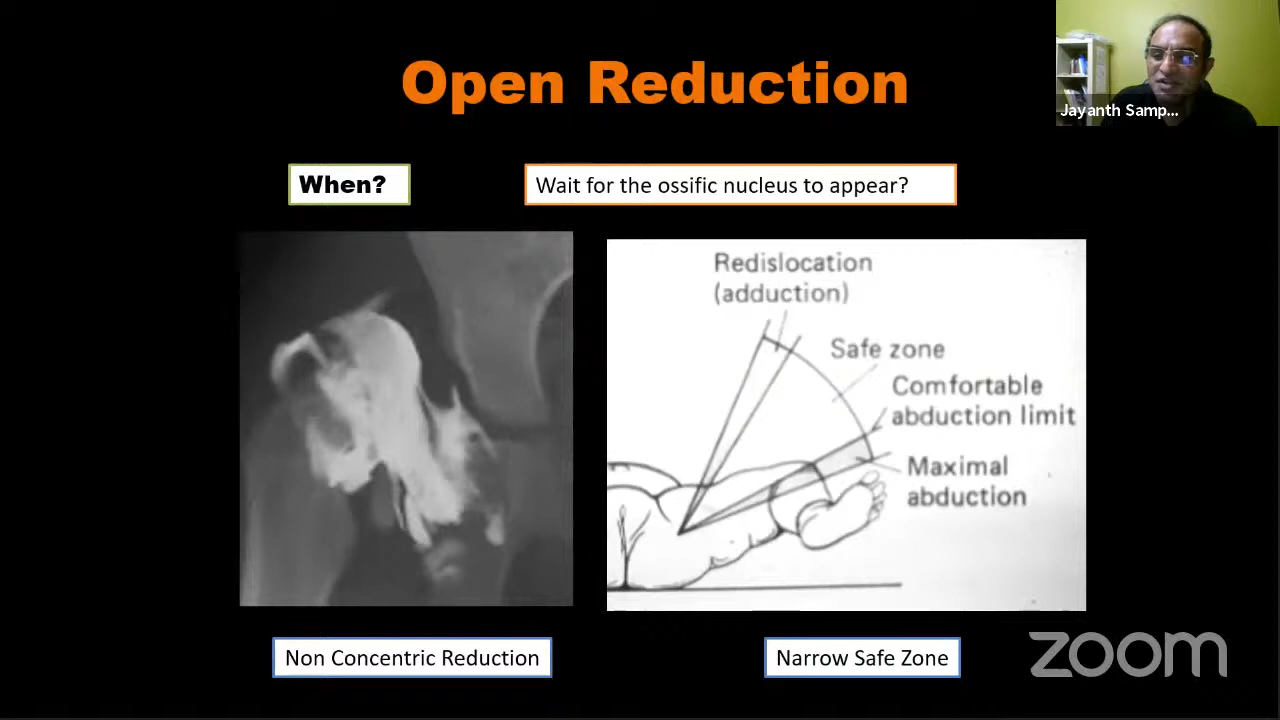 Open Reduction
Jayanth Samp...
When?
Wait for the ossific nucleus to appear?
Redislocation
(adduction)
Safe zone
Comfortable
abduction limit
Maximal
abduction
Non Concentric Reduction
Narrow Safe Zone
zoom